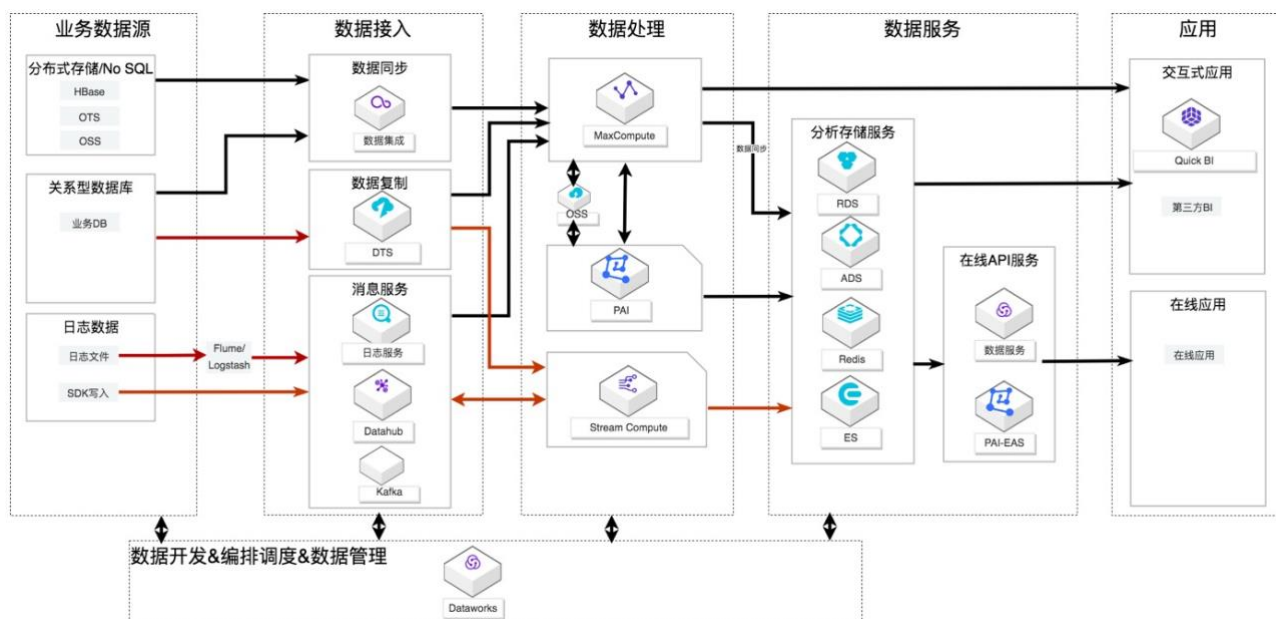 业务数据源
分布式存储/No SQL
HBase
OTS
OSS
关系型数据库
业务DB
日志数据
日志文件
SDK写入
Flume/
Logstash
数据接入
数据同步
数据集成
数据复制
DTS
消息服务
日志服务
Datahub
Kafka
数据处理
MaxCompute
OSS
PAI
Stream Compute
数据同步
数据服务
分析存储服务
RDS
ADS
Redis
ES
在线API服务
数据服务
PAI-EAS
应用
交互式应用
Quick BI
第三方BI
在线应用
在线应用
数据开发&编排调度&数据管理
Dataworks